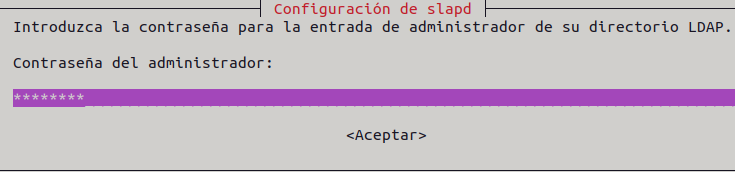 Configuración de slapd
Introduzca la contraseña para la entrada de administrador de su directorio LDAP.
Contraseña del administrador:
********
<Aceptar>